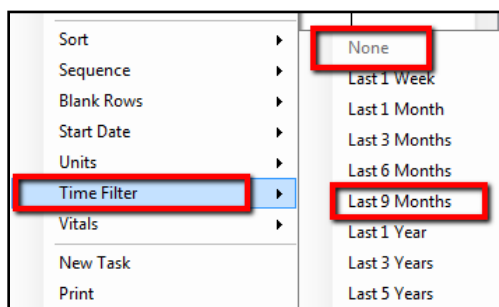 Sort
Sequence
Blank Rows
Start Date
Units
Time Filter
Vitals
New Task
Print
None
Last 1 Week
Last 1 Month
Last 3 Months
Last 6 Months
Last 9 Months
Last 1 Year
Last 3 Years
Last 5 Years